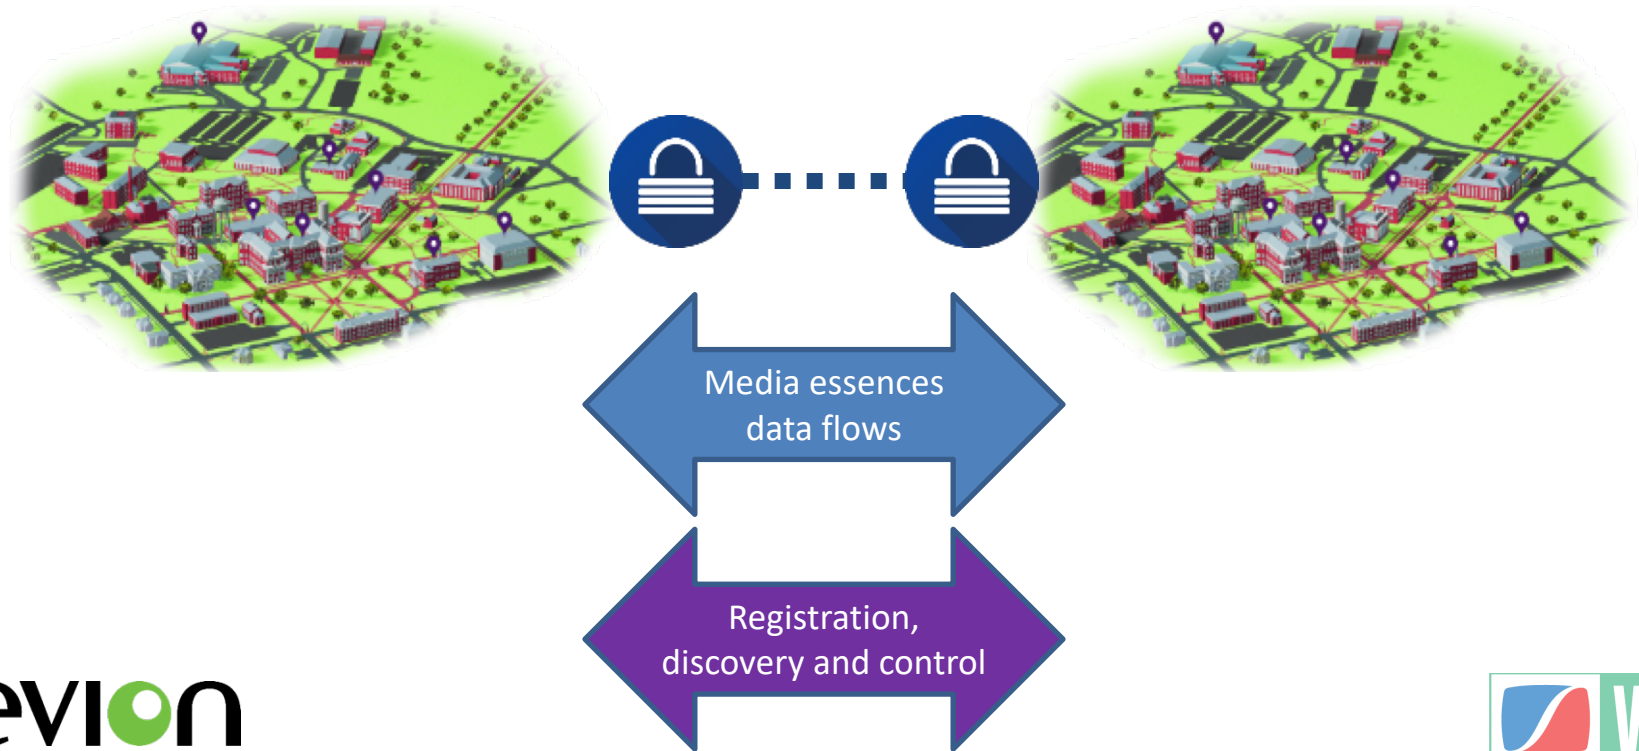 Media essences
data flows
Registration,
discovery and control
evion